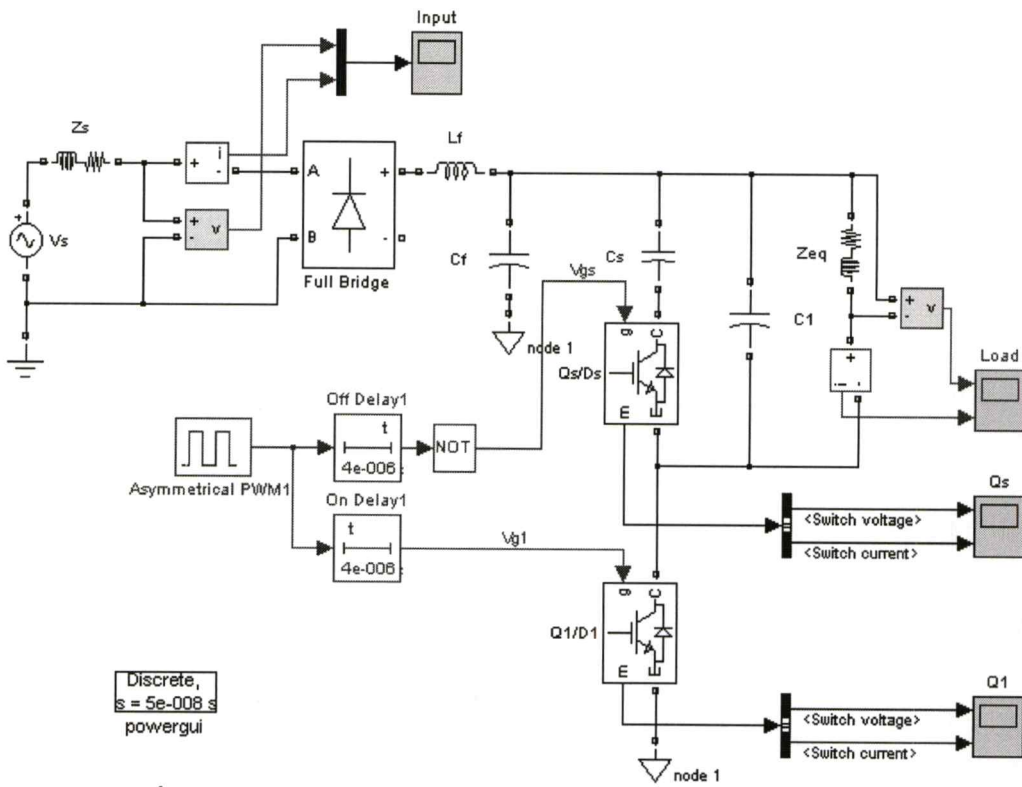 Input
Zs
Lf
i
+
-
A
+
+
-
v
+
Vs
B
-
Full Bridge
Cf
Cs
Zeq
Vgs
+
-
v
node 1
g
C
C1
Qs/Ds
m
E
+
i
-
Load
Off Delay1
t
4e-006
NOT
Asymmetrical PWM1
On Delay1
t
4e-006
Vg1
Qs
<Switch voltage>
<Switch current>
g
C
Q1/D1
m
E
Discrete,
s = 5e-008 s
powergui
Q1
<Switch voltage>
<Switch current>
node 1